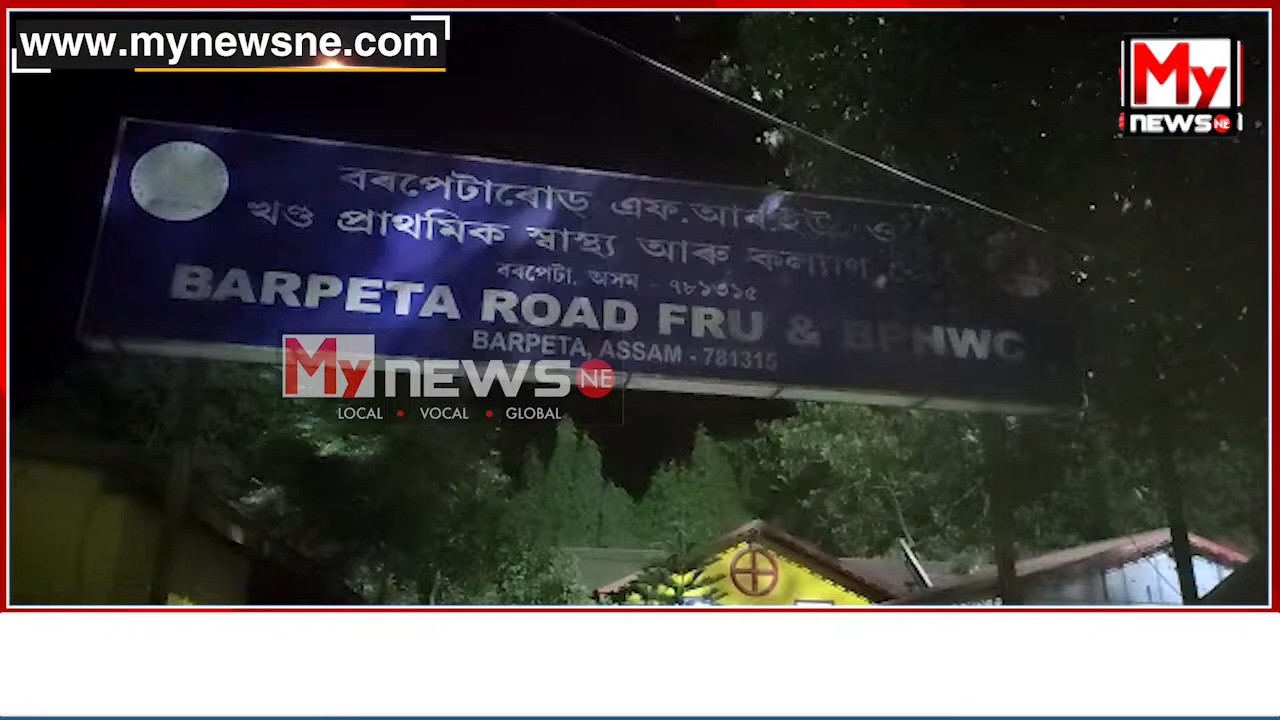 www.mynewsne.com
My
NEWS NE
বৰপেটাৰোড এফ.আৰ.ইউ ও
খণ্ড প্ৰাথমিক স্বাস্থ্য আৰু কল্যাণ
বৰপেটা, অসম - ৭৮১৩১৫
BARPETA ROAD FRU & BPHWC
BARPETA, ASSAM - 781315
My NEWS NE
LOCAL • VOCAL • GLOBAL